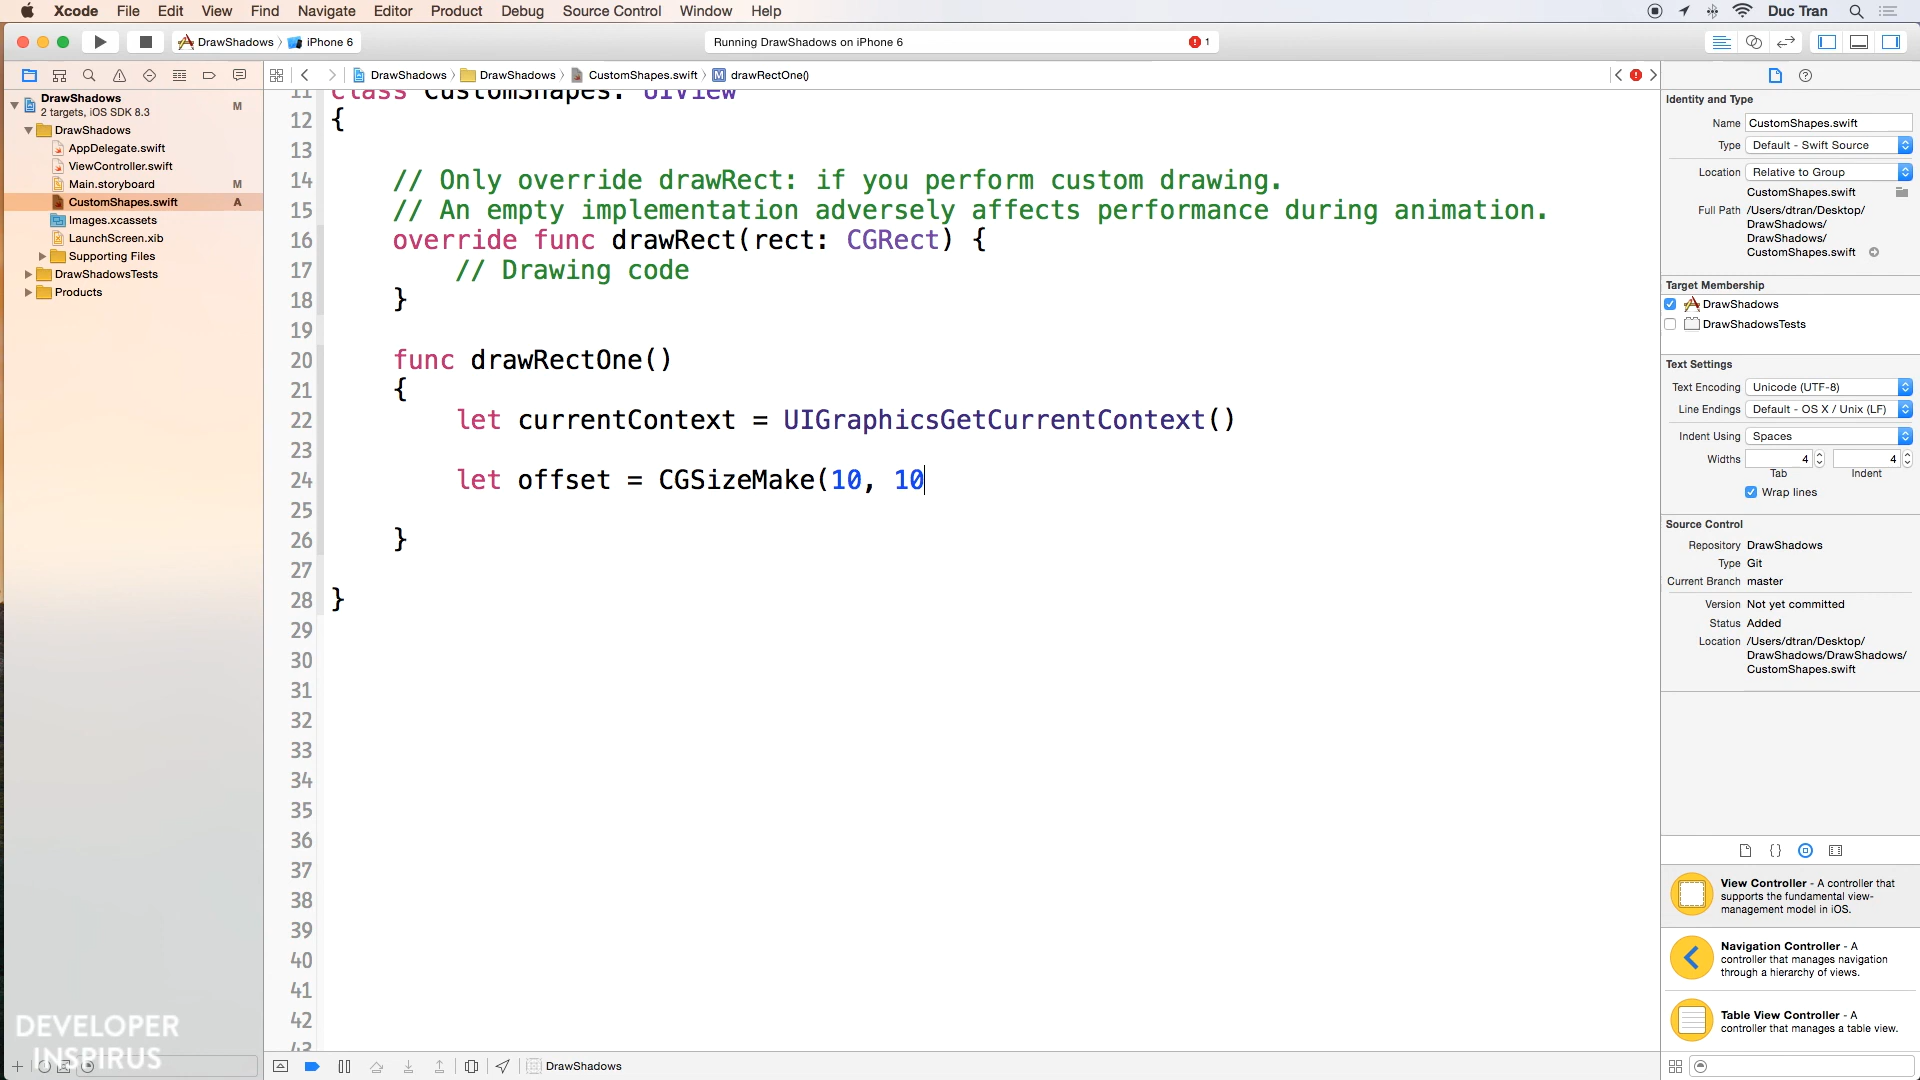 Xcode File Edit View Find Navigate Editor Product Debug Source Control Window Help Duc Tran
DrawShadows iPhone 6 Running DrawShadows on iPhone 6 1
DrawShadows DrawShadows CustomShapes.swift M drawRectOne()
DrawShadows M
2 targets, iOS SDK 8.3
DrawShadows
AppDelegate.swift
ViewController.swift
Main.storyboard M
CustomShapes.swift A
Images.xcassets
LaunchScreen.xib
Supporting Files
DrawShadowsTests
Products
11 class CustomShapes: UIView
12 {
13
14 // Only override drawRect: if you perform custom drawing.
15 // An empty implementation adversely affects performance during animation.
16 override func drawRect(rect: CGRect) {
17 // Drawing code
18 }
19
20 func drawRectOne()
21 {
22 let currentContext = UIGraphicsGetCurrentContext()
23
24 let offset = CGSizeMake(10, 10
25
26 }
27
28 }
29
30
31
32
33
34
35
36
37
38
39
40
41
42
43
Identity and Type
Name CustomShapes.swift
Type Default - Swift Source
Location Relative to Group
CustomShapes.swift
Full Path /Users/dtran/Desktop/
DrawShadows/
DrawShadows/
CustomShapes.swift
Target Membership
DrawShadows
DrawShadowsTests
Text Settings
Text Encoding Unicode (UTF-8)
Line Endings Default - OS X / Unix (LF)
Indent Using Spaces
Widths 4 4
Tab Indent
Wrap lines
Source Control
Repository DrawShadows
Type Git
Current Branch master
Version Not yet committed
Status Added
Location /Users/dtran/Desktop/
DrawShadows/DrawShadows/
CustomShapes.swift
{}
View Controller - A controller that
supports the fundamental view-
management model in iOS.
Navigation Controller - A
controller that manages navigation
through a hierarchy of views.
Table View Controller - A
controller that manages a table view.
DEVELOPER
INSPIRUS
DrawShadows